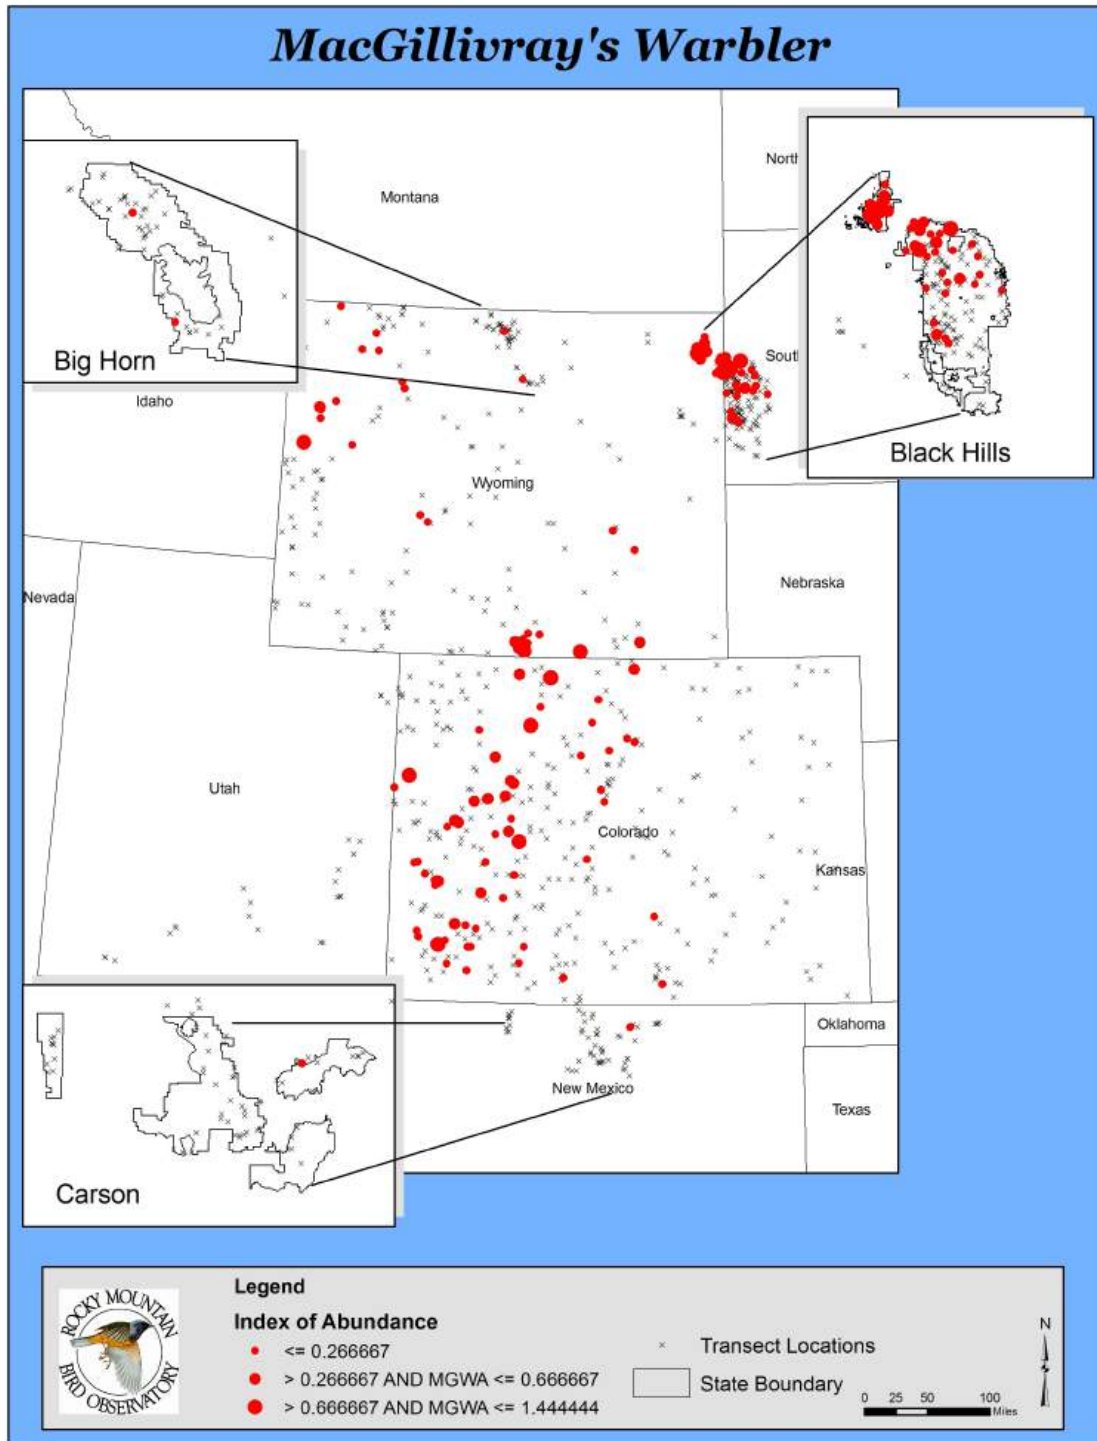 MacGillivray's Warbler
North
Montana
South
Big Horn
Idaho
Black Hills
Wyoming
Nebraska
Nevada
Utah
Colorado
Kansas
Oklahoma
New Mexico
Texas
Carson
Legend
Index of Abundance
<= 0.266667
> 0.266667 AND MGWA <= 0.666667
> 0.666667 AND MGWA <= 1.444444
Transect Locations
State Boundary
ROCKY MOUNTAIN
BIRD OBSERVATORY
N
0 25 50 100
Miles